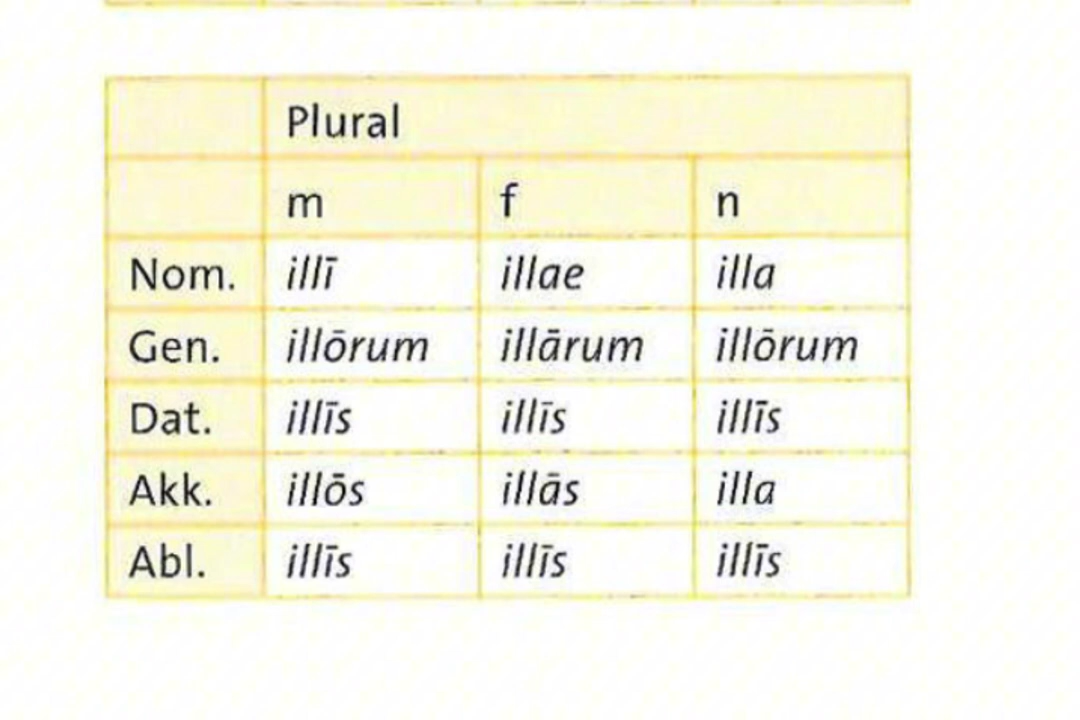 Plural
m f n
Nom. illī illae illa
Gen. illōrum illārum illōrum
Dat. illīs illīs illīs
Akk. illōs illās illa
Abl. illīs illīs illīs